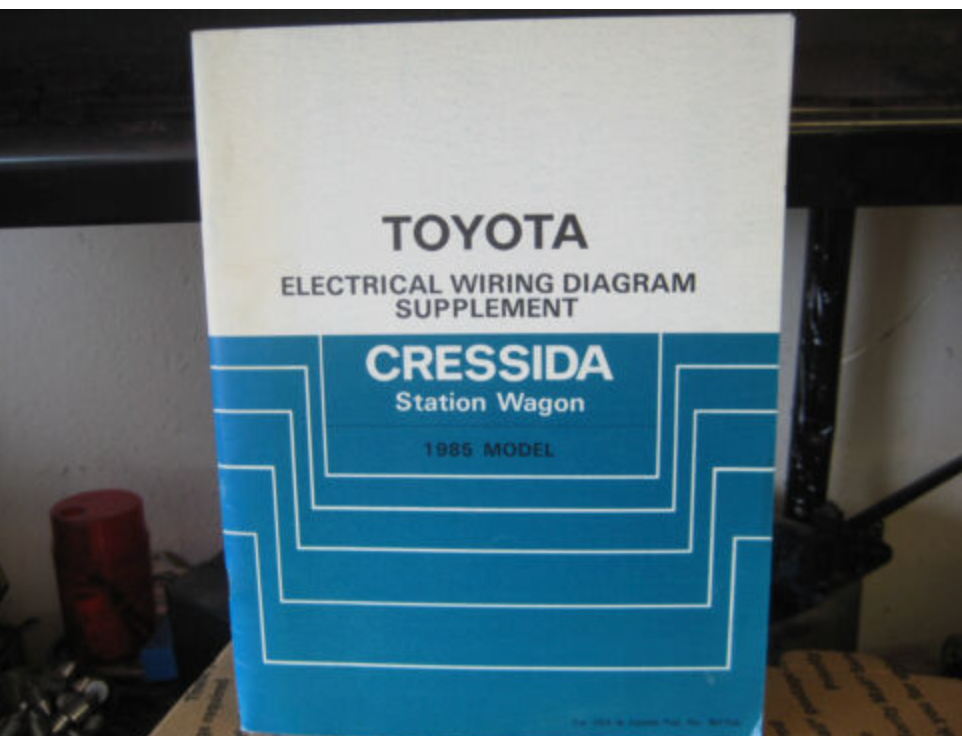 TOYOTA
ELECTRICAL WIRING DIAGRAM
SUPPLEMENT
CRESSIDA
Station Wagon
1985 MODEL